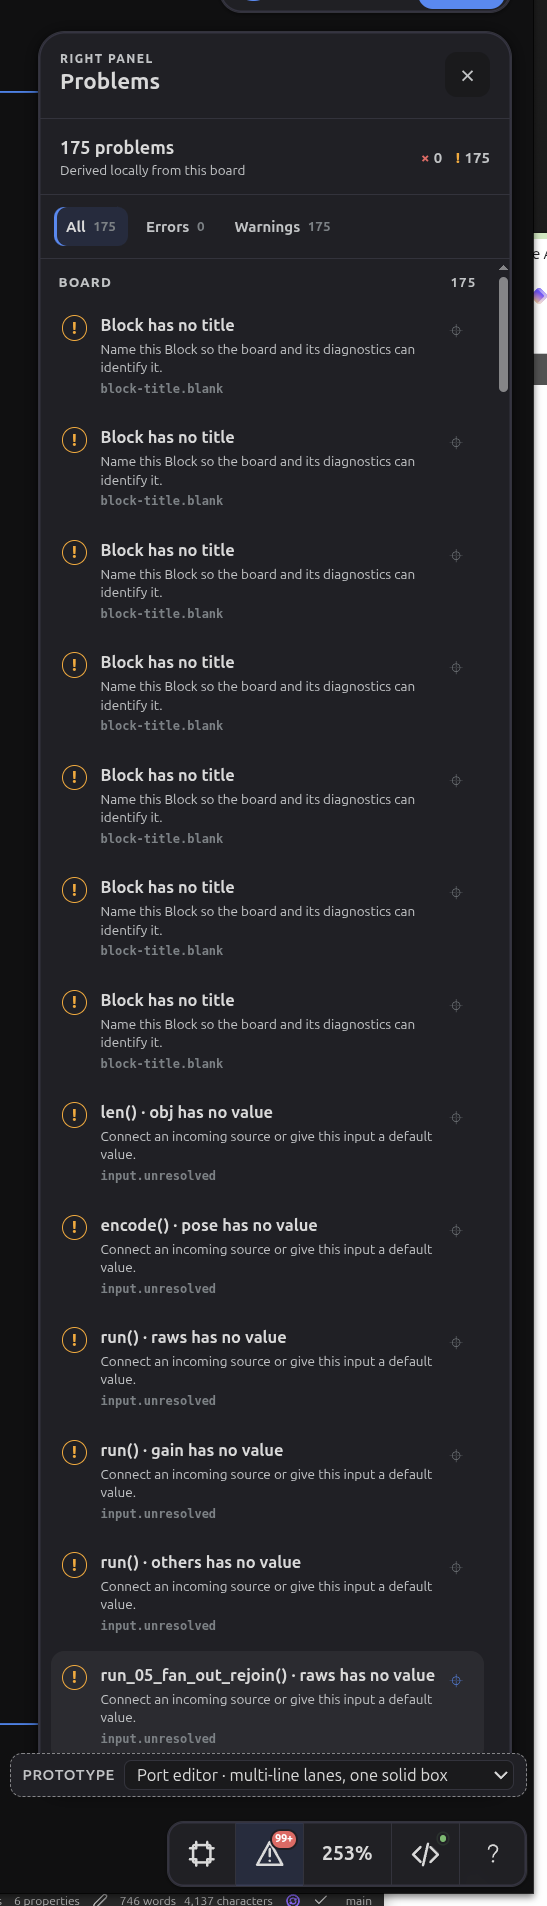 RIGHT PANEL
Problems
175 problems
Derived locally from this board
× 0 ! 175
All 175 Errors 0 Warnings 175
BOARD 175
Block has no title
Name this Block so the board and its diagnostics can
identify it.
block-title.blank
Block has no title
Name this Block so the board and its diagnostics can
identify it.
block-title.blank
Block has no title
Name this Block so the board and its diagnostics can
identify it.
block-title.blank
Block has no title
Name this Block so the board and its diagnostics can
identify it.
block-title.blank
Block has no title
Name this Block so the board and its diagnostics can
identify it.
block-title.blank
Block has no title
Name this Block so the board and its diagnostics can
identify it.
block-title.blank
Block has no title
Name this Block so the board and its diagnostics can
identify it.
block-title.blank
len() · obj has no value
Connect an incoming source or give this input a default
value.
input.unresolved
encode() · pose has no value
Connect an incoming source or give this input a default
value.
input.unresolved
run() · raws has no value
Connect an incoming source or give this input a default
value.
input.unresolved
run() · gain has no value
Connect an incoming source or give this input a default
value.
input.unresolved
run() · others has no value
Connect an incoming source or give this input a default
value.
input.unresolved
run_05_fan_out_rejoin() · raws has no value
Connect an incoming source or give this input a default
value.
input.unresolved
PROTOTYPE Port editor · multi-line lanes, one solid box
99+ 253% </> ?
6 properties 746 words 4,137 characters main